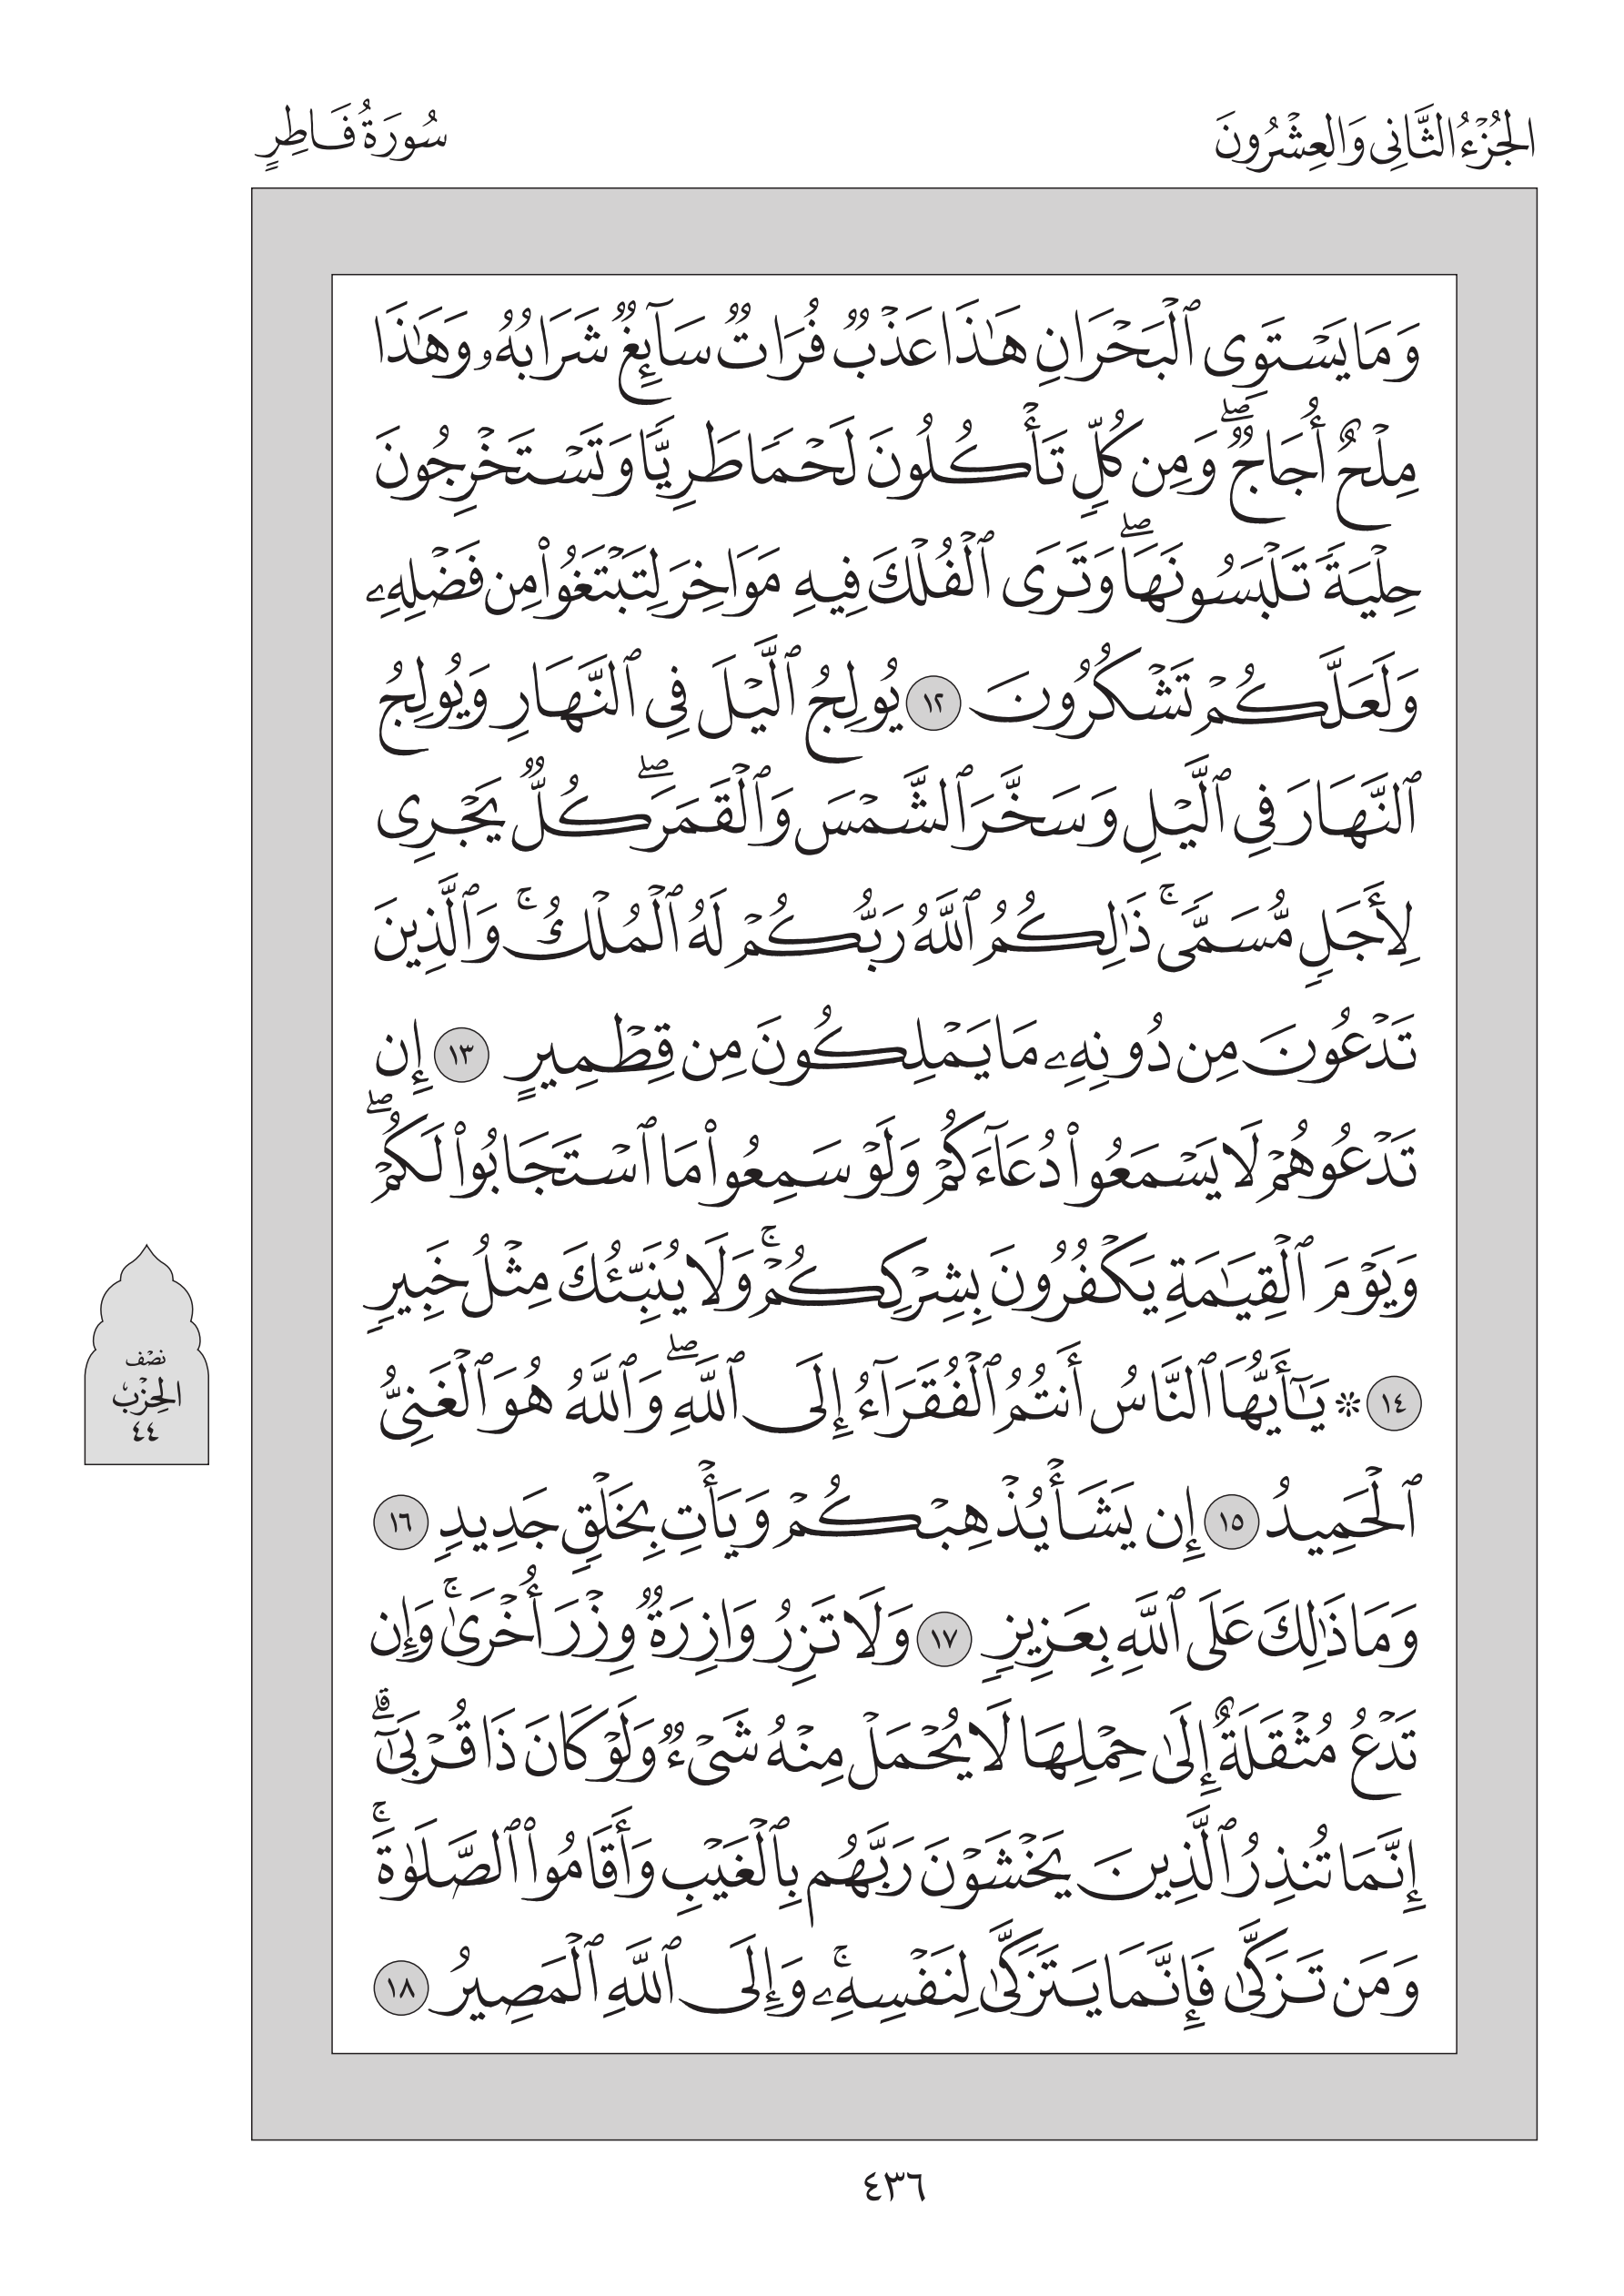 الجُزْءُ الثَّانِي وَالعِشْرُونَ
سُورَةُ فَاطِرٍ
وَمَا يَسْتَوِى ٱلْبَحْرَانِ هَٰذَا عَذْبٌ فُرَاتٌ سَآئِغٌ شَرَابُهُۥ وَهَٰذَا
مِلْحٌ أُجَاجٌ ۖ وَمِن كُلٍّ تَأْكُلُونَ لَحْمًا طَرِيًّا وَتَسْتَخْرِجُونَ
حِلْيَةً تَلْبَسُونَهَا ۖ وَتَرَى ٱلْفُلْكَ فِيهِ مَوَاخِرَ لِتَبْتَغُوا۟ مِن فَضْلِهِۦ
وَلَعَلَّكُمْ تَشْكُرُونَ ١٢ يُولِجُ ٱلَّيْلَ فِى ٱلنَّهَارِ وَيُولِجُ
ٱلنَّهَارَ فِى ٱلَّيْلِ وَسَخَّرَ ٱلشَّمْسَ وَٱلْقَمَرَ ۖ كُلٌّ يَجْرِى
لِأَجَلٍ مُّسَمًّى ۚ ذَٰلِكُمُ ٱللَّهُ رَبُّكُمْ لَهُ ٱلْمُلْكُ ۚ وَٱلَّذِينَ
تَدْعُونَ مِن دُونِهِۦ مَا يَمْلِكُونَ مِن قِطْمِيرٍ ١٣ إِن
تَدْعُوهُمْ لَا يَسْمَعُوا۟ دُعَآءَكُمْ وَلَوْ سَمِعُوا۟ مَا ٱسْتَجَابُوا۟ لَكُمْ ۖ
وَيَوْمَ ٱلْقِيَٰمَةِ يَكْفُرُونَ بِشِرْكِكُمْ ۚ وَلَا يُنَبِّئُكَ مِثْلُ خَبِيرٍ
١٤ ۞ يَٰٓأَيُّهَا ٱلنَّاسُ أَنتُمُ ٱلْفُقَرَآءُ إِلَى ٱللَّهِ ۖ وَٱللَّهُ هُوَ ٱلْغَنِىُّ
ٱلْحَمِيدُ ١٥ إِن يَشَأْ يُذْهِبْكُمْ وَيَأْتِ بِخَلْقٍ جَدِيدٍ ١٦
وَمَا ذَٰلِكَ عَلَى ٱللَّهِ بِعَزِيزٍ ١٧ وَلَا تَزِرُ وَازِرَةٌ وِزْرَ أُخْرَىٰ ۚ وَإِن
تَدْعُ مُثْقَلَةٌ إِلَىٰ حِمْلِهَا لَا يُحْمَلْ مِنْهُ شَىْءٌ وَلَوْ كَانَ ذَا قُرْبَىٰٓ ۗ
إِنَّمَا تُنذِرُ ٱلَّذِينَ يَخْشَوْنَ رَبَّهُم بِٱلْغَيْبِ وَأَقَامُوا۟ ٱلصَّلَوٰةَ ۚ
وَمَن تَزَكَّىٰ فَإِنَّمَا يَتَزَكَّىٰ لِنَفْسِهِۦ ۚ وَإِلَى ٱللَّهِ ٱلْمَصِيرُ ١٨
نصْف
الحِزْب
٤٤
٤٣٦